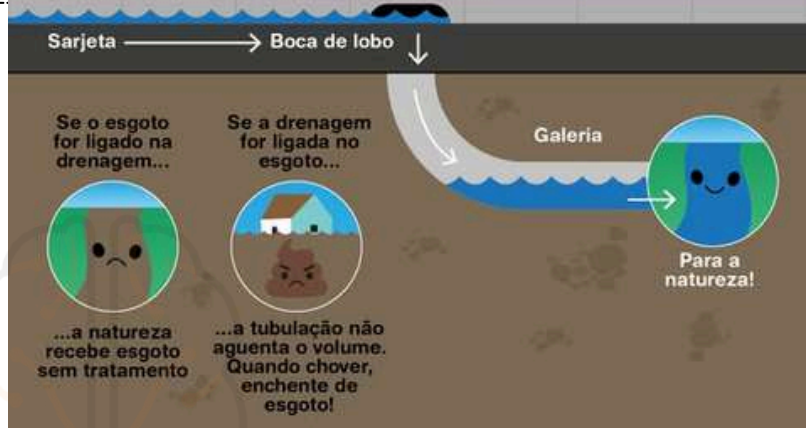 Sarjeta
Boca de lobo
Se o esgoto
for ligado na
drenagem...
Se a drenagem
for ligada no
esgoto...
Galeria
Para a
natureza!
...a natureza
recebe esgoto
sem tratamento
...a tubulação não
aguenta o volume.
Quando chover,
enchente de
esgoto!